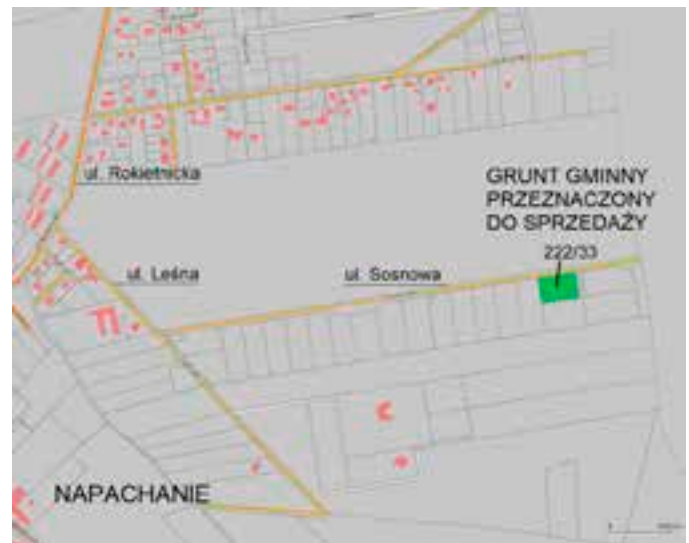 ul. Rokietnicka
GRUNT GMINNY
PRZEZNACZONY
DO SPRZEDAŻY
222/33
ul. Leśna
ul. Sosnowa
NAPACHANIE